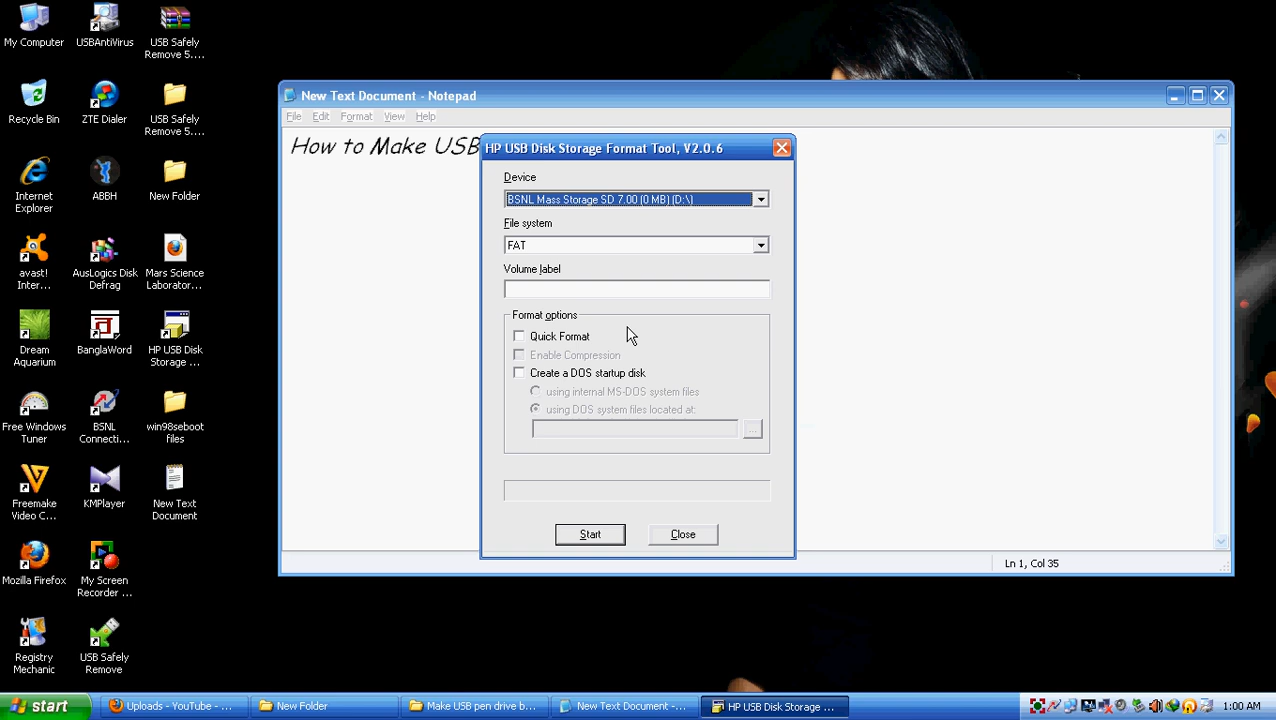 My Computer
USBAntiVirus
USB Safely
Remove 5....
Recycle Bin
ZTE Dialer
USB Safely
Remove 5....
Internet
Explorer
ABBH
New Folder
avast!
Inter...
AusLogics Disk
Defrag
Mars Science
Laborator...
Dream
Aquarium
BanglaWord
HP USB Disk
Storage ...
Free Windows
Tuner
BSNL
Connecti...
win98seboot
files
Freemake
Video C...
KMPlayer
New Text
Document
Mozilla Firefox
My Screen
Recorder ...
Registry
Mechanic
USB Safely
Remove
New Text Document - Notepad
File Edit Format View Help
How to Make USB
Ln 1, Col 35
HP USB Disk Storage Format Tool, V2.0.6
Device
BSNL Mass Storage SD 7.00 (0 MB) (D:\)
File system
FAT
Volume label
Format options
Quick Format
Enable Compression
Create a DOS startup disk
using internal MS-DOS system files
using DOS system files located at:
...
Start
Close
start
Uploads - YouTube - ...
New Folder
Make USB pen drive b...
New Text Document -...
HP USB Disk Storage ...
1:00 AM